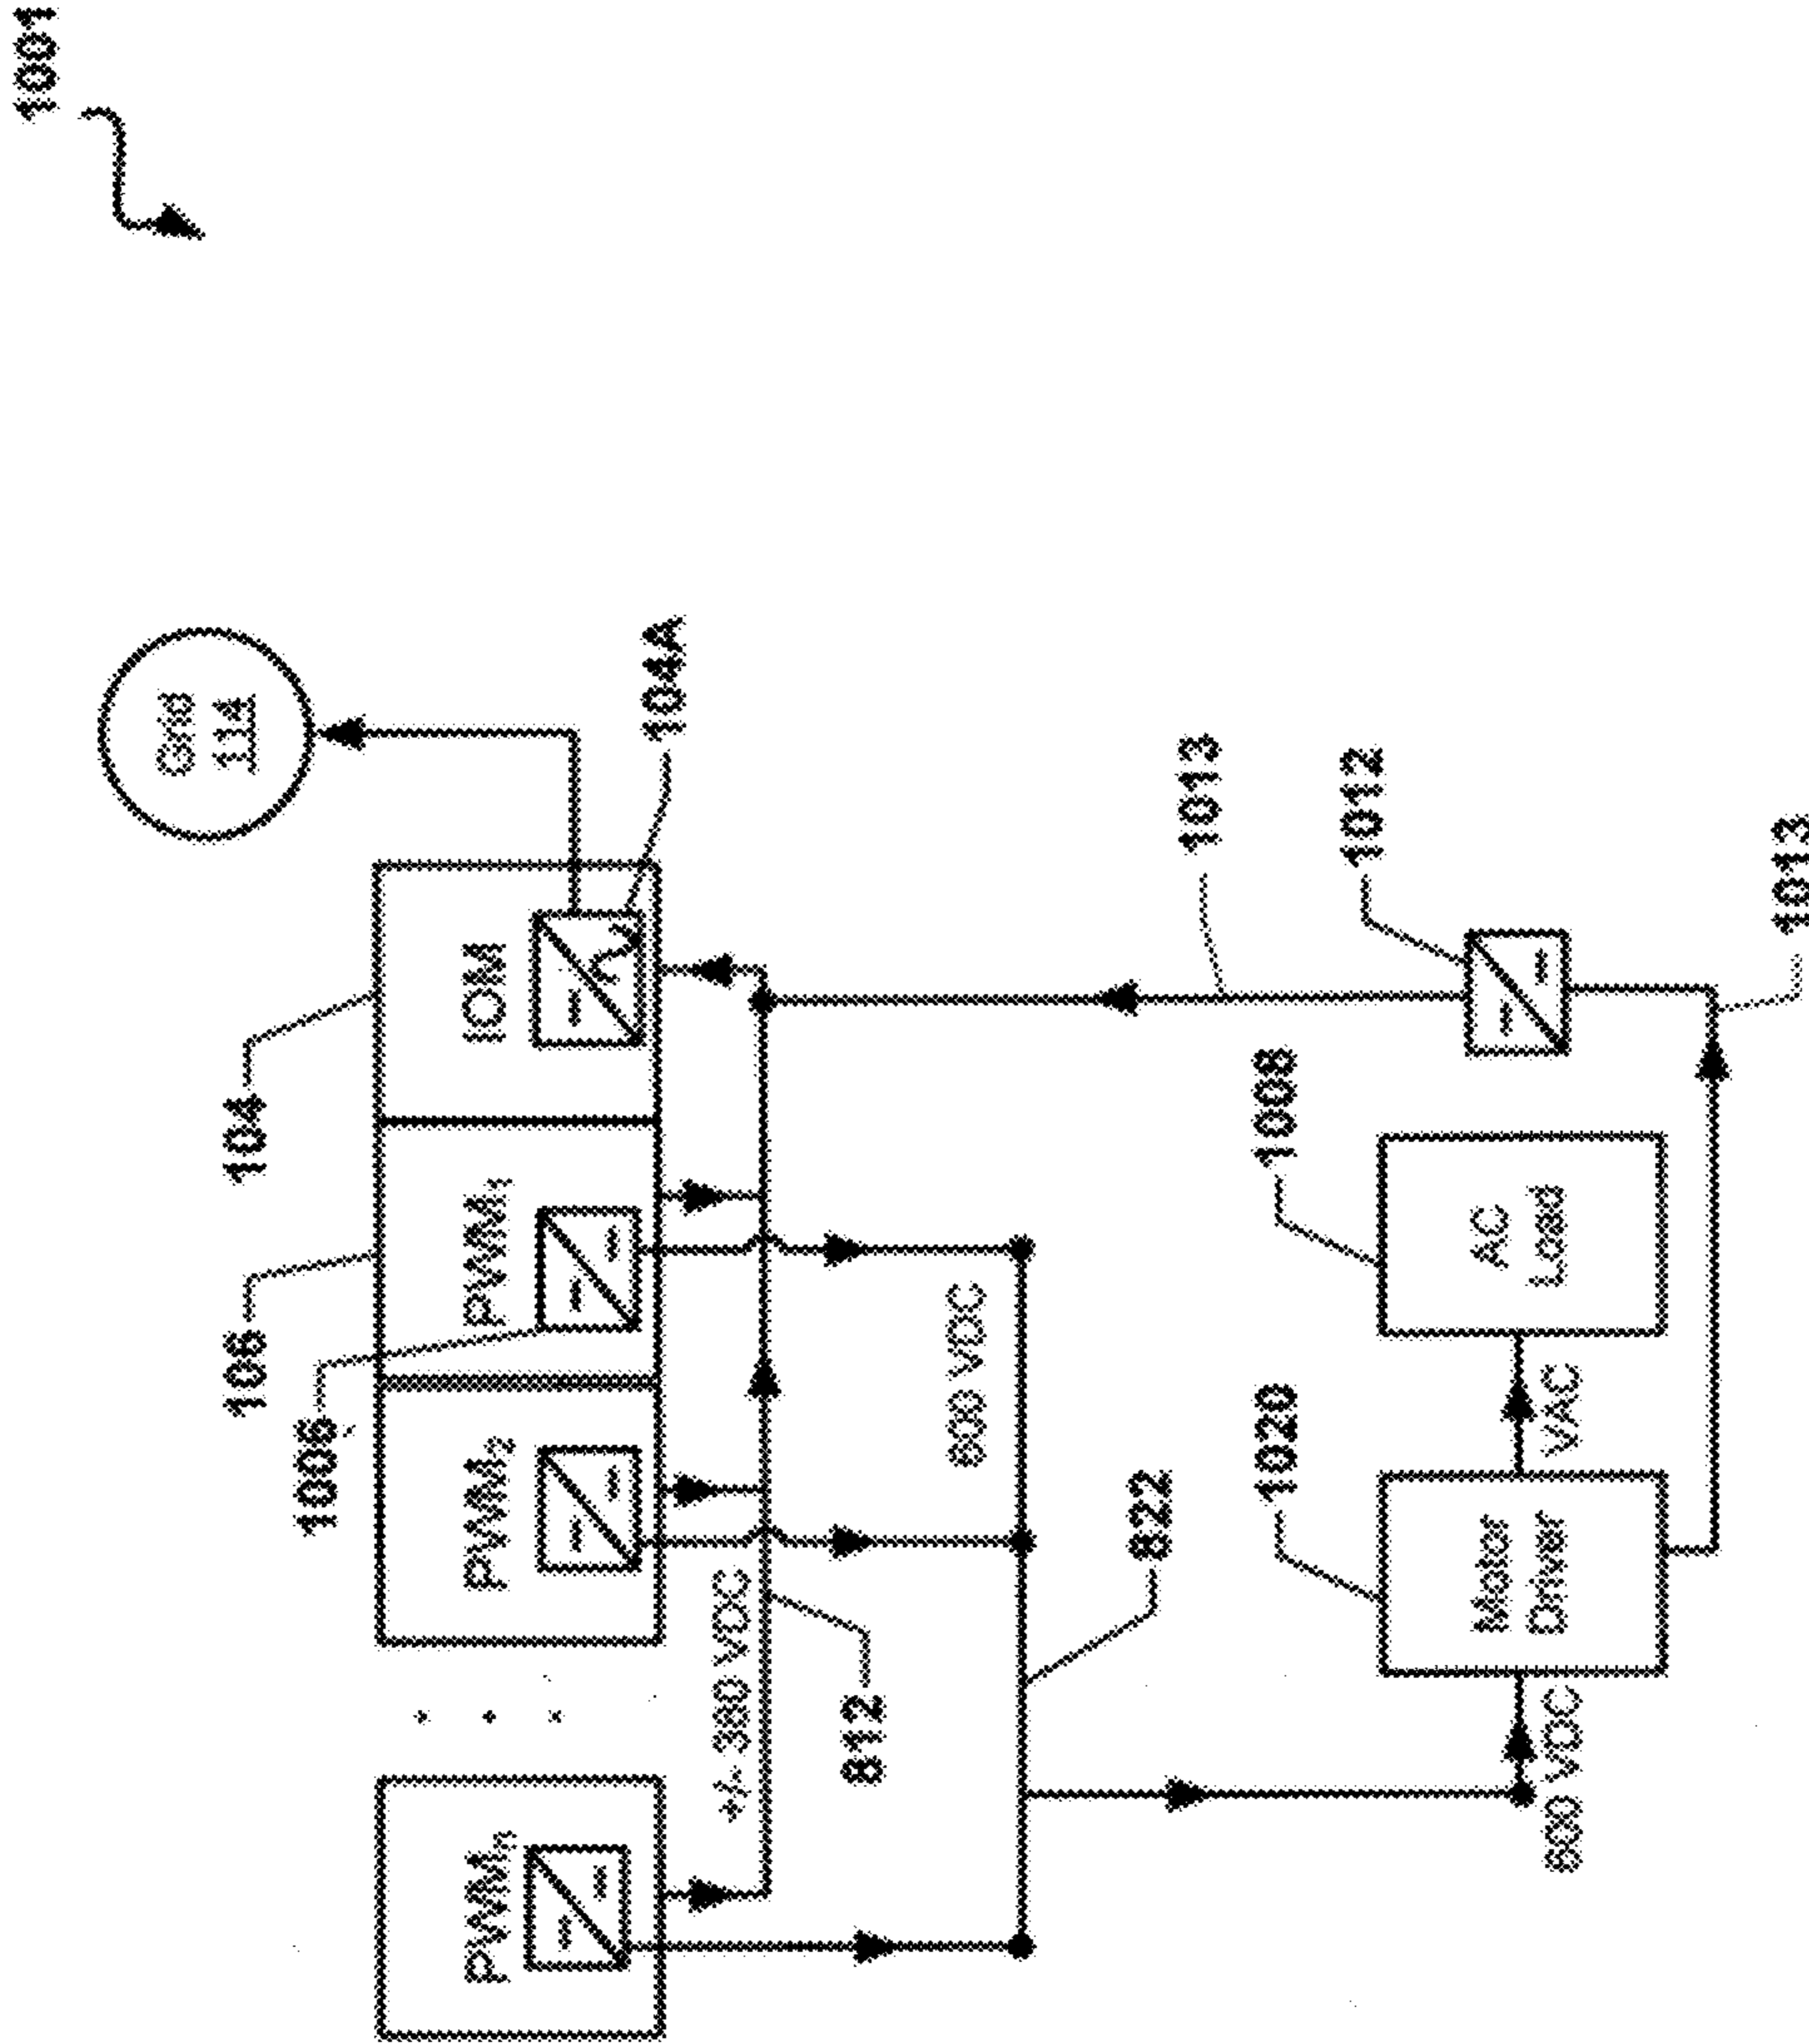 1001
Grid
114
106
104
1006
PWMn
PWM2
PWM1
IOM
104A
+/- 380 VDC
812
600 VDC
822
1013
1020
1008
1012
Motor
Driver
AC
Load
600 VDC
VAC
1013